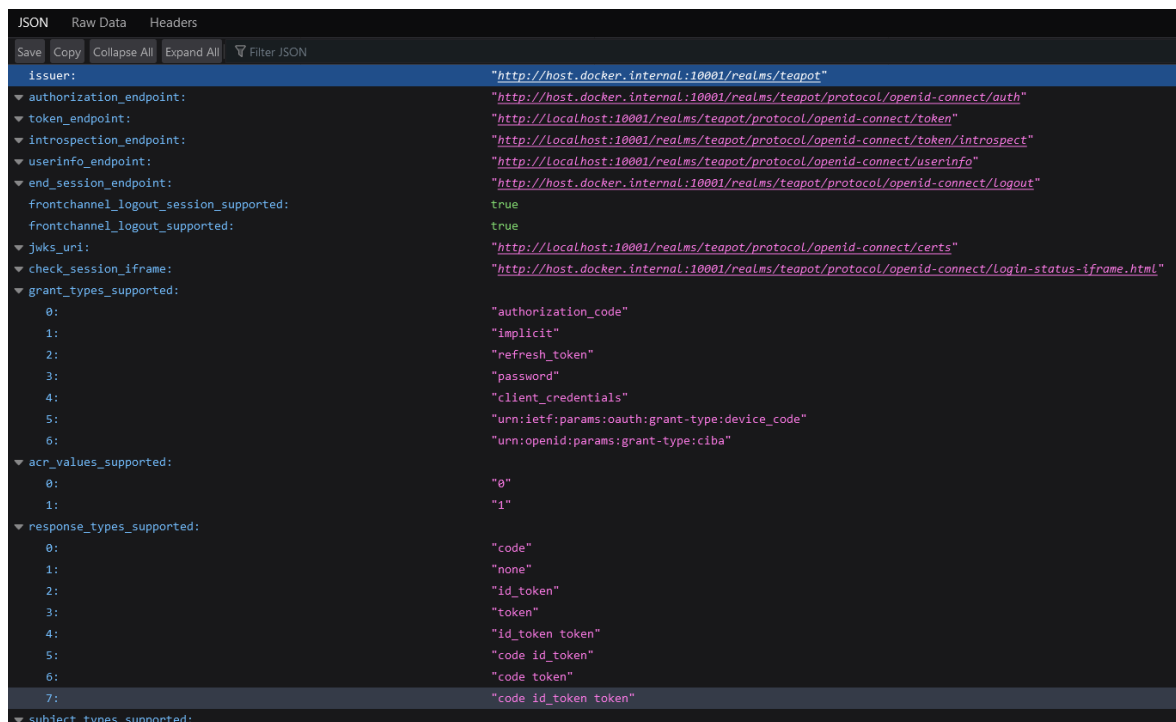 JSON Raw Data Headers
Save Copy Collapse All Expand All Filter JSON
issuer: "http://host.docker.internal:10001/realms/teapot"
authorization_endpoint: "http://host.docker.internal:10001/realms/teapot/protocol/openid-connect/auth"
token_endpoint: "http://localhost:10001/realms/teapot/protocol/openid-connect/token"
introspection_endpoint: "http://localhost:10001/realms/teapot/protocol/openid-connect/token/introspect"
userinfo_endpoint: "http://localhost:10001/realms/teapot/protocol/openid-connect/userinfo"
end_session_endpoint: "http://host.docker.internal:10001/realms/teapot/protocol/openid-connect/logout"
frontchannel_logout_session_supported: true
frontchannel_logout_supported: true
jwks_uri: "http://localhost:10001/realms/teapot/protocol/openid-connect/certs"
check_session_iframe: "http://host.docker.internal:10001/realms/teapot/protocol/openid-connect/login-status-iframe.html"
grant_types_supported:
0: "authorization_code"
1: "implicit"
2: "refresh_token"
3: "password"
4: "client_credentials"
5: "urn:ietf:params:oauth:grant-type:device_code"
6: "urn:openid:params:grant-type:ciba"
acr_values_supported:
0: "0"
1: "1"
response_types_supported:
0: "code"
1: "none"
2: "id_token"
3: "token"
4: "id_token token"
5: "code id_token"
6: "code token"
7: "code id_token token"
subject_types_supported: